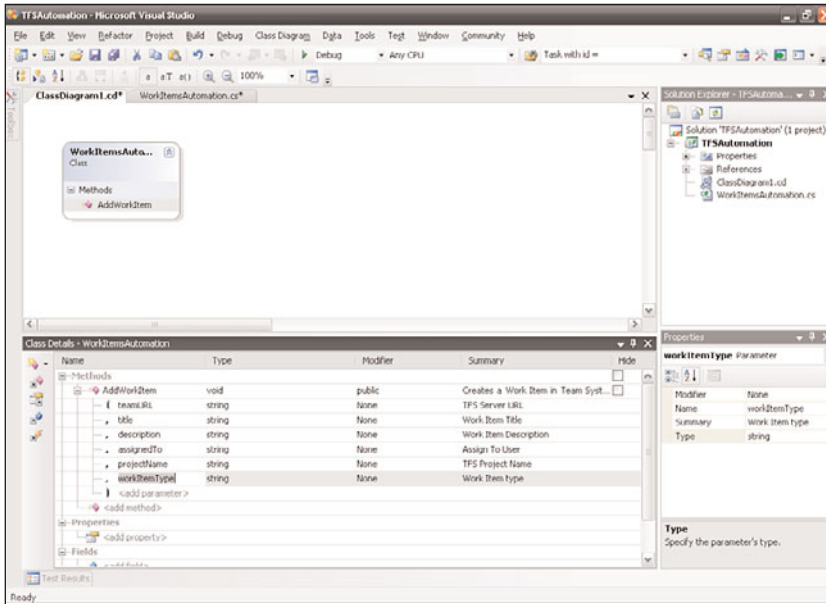 TFSAutomation - Microsoft Visual Studio
File Edit View Refactor Project Build Debug Class Diagram Data Tools Test Window Community Help
Debug Any CPU Task with id =
a aT a() 100%
ClassDiagram1.cd* WorkItemsAutomation.cs*
WorkItemsAuto...
Class
Methods
AddWorkItem
Solution Explorer - TFSAutoma...
Solution 'TFSAutomation' (1 project)
TFSAutomation
Properties
References
ClassDiagram1.cd
WorkItemsAutomation.cs
Class Details - WorkItemsAutomation
Name Type Modifier Summary Hide
Methods
AddWorkItem void public Creates a Work Item in Team Syst...
( teamURL string None TFS Server URL
, title string None Work Item Title
, description string None Work Item Description
, assignedTo string None Assign To User
, projectName string None TFS Project Name
, workItemType string None Work Item type
) <add parameter>
<add method>
Properties
<add property>
Fields
<add field>
Properties
workItemType Parameter
Modifier None
Name workItemType
Summary Work Item type
Type string
Type
Specify the parameter's type.
Test Results
Ready